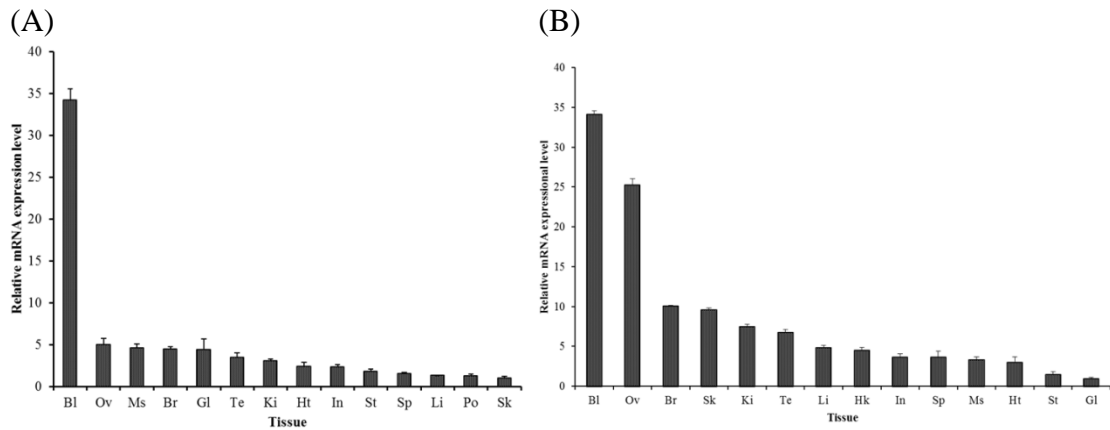 (A)
Relative mRNA expression level
40
35
30
25
20
15
10
5
0
Bl Ov Ms Br Gl Te Ki Ht In St Sp Li Po Sk
Tissue
(B)
Relative mRNA expressional level
40
35
30
25
20
15
10
5
0
Bl Ov Br Sk Ki Te Li Hk In Sp Ms Ht St Gl
Tissue